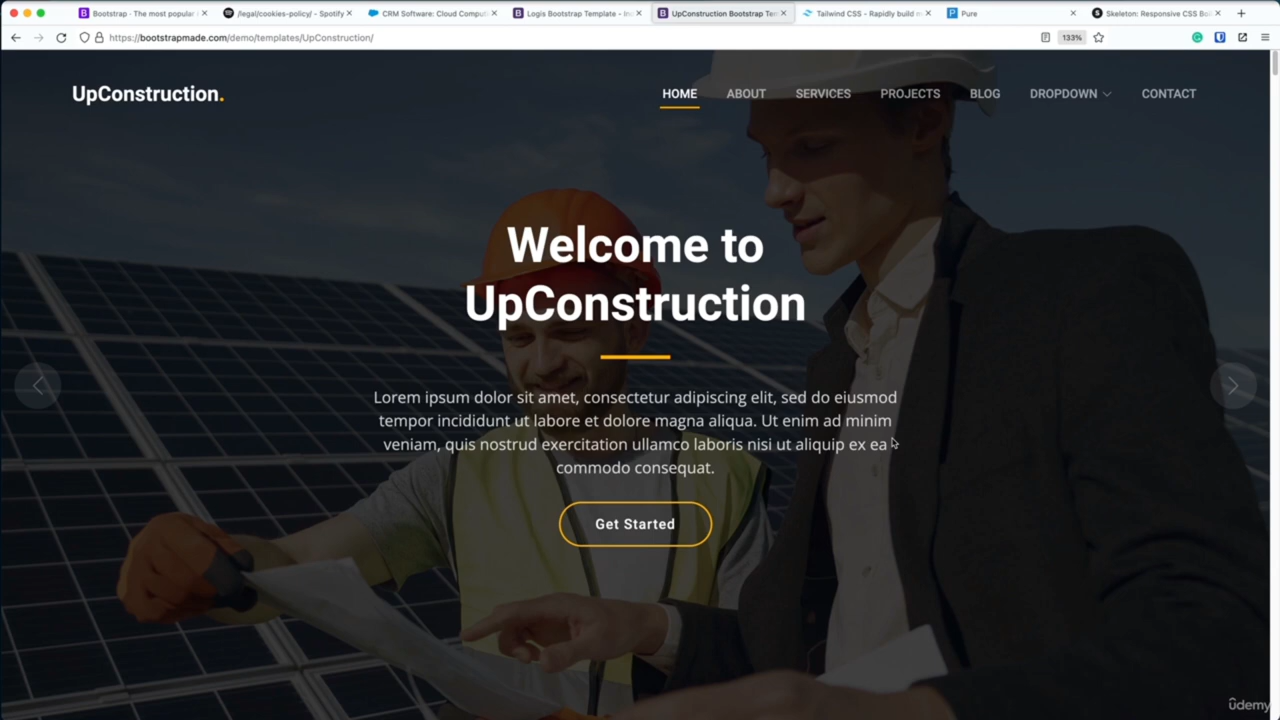 Bootstrap · The most popular
/legal/cookies-policy/ - Spotify
CRM Software: Cloud Comput
Logis Bootstrap Template - In
UpConstruction Bootstrap Tem
Tailwind CSS - Rapidly build m
Pure
Skeleton: Responsive CSS Boi
https://bootstrapmade.com/demo/templates/UpConstruction/
133%
UpConstruction.
HOME
ABOUT
SERVICES
PROJECTS
BLOG
DROPDOWN
CONTACT
Welcome to
UpConstruction
Lorem ipsum dolor sit amet, consectetur adipiscing elit, sed do eiusmod
tempor incididunt ut labore et dolore magna aliqua. Ut enim ad minim
veniam, quis nostrud exercitation ullamco laboris nisi ut aliquip ex ea
commodo consequat.
Get Started
ûdemy